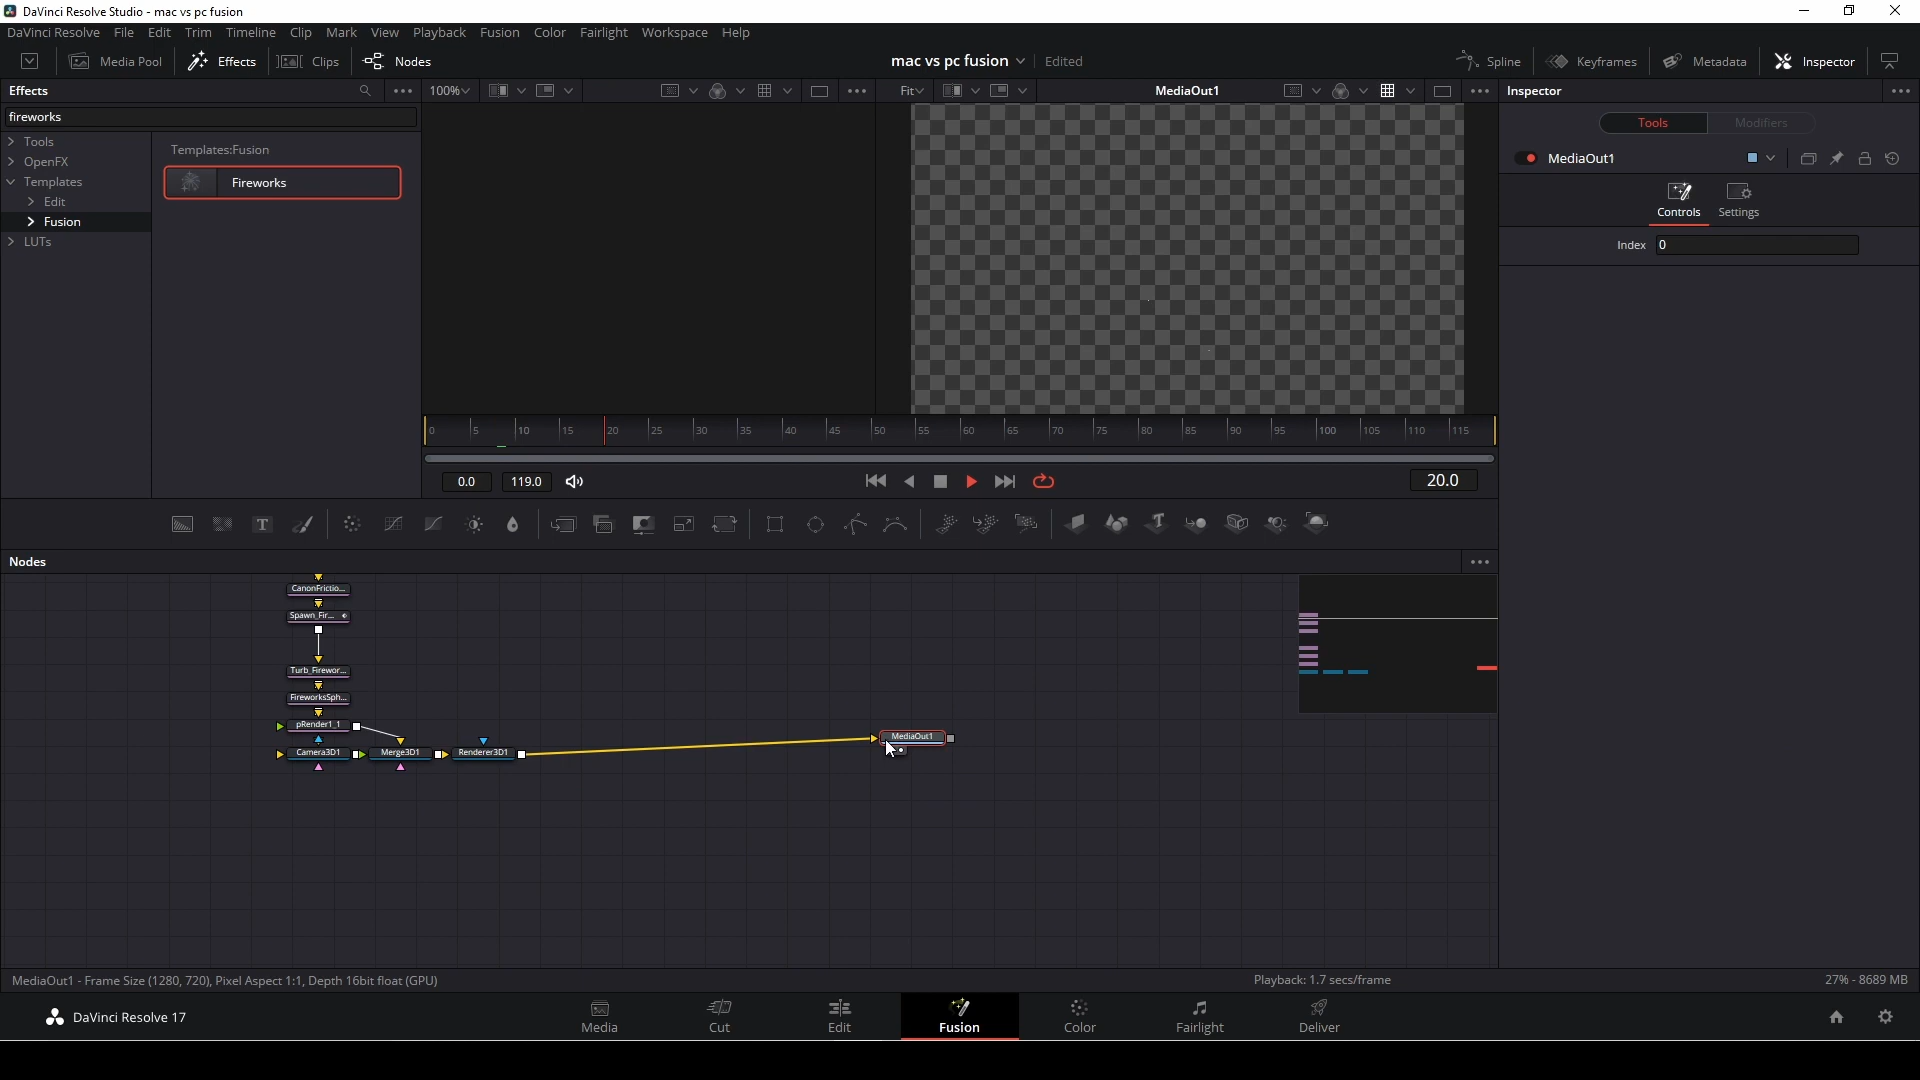 DaVinci Resolve Studio - mac vs pc fusion
DaVinci Resolve File Edit Trim Timeline Clip Mark View Playback Fusion Color Fairlight Workspace Help
Media Pool Effects Clips Nodes mac vs pc fusion Edited Spline Keyframes Metadata Inspector
Effects 100% Fit MediaOut1 Inspector
fireworks
Tools Modifiers
Tools
Templates:Fusion
OpenFX
MediaOut1
Templates
Fireworks
Edit
Fusion
Controls Settings
LUTs
Index 0
0 5 10 15 20 25 30 35 40 45 50 55 60 65 70 75 80 85 90 95 100 105 110 115
0.0 119.0 20.0
T
Nodes
CanonFrictio...
Spawn_Fir...
Turb_Firewor...
FireworksSph...
pRender1_1
MediaOut1
Camera3D1 Merge3D1 Renderer3D1
MediaOut1 - Frame Size (1280, 720), Pixel Aspect 1:1, Depth 16bit float (GPU) Playback: 1.7 secs/frame 27% - 8689 MB
DaVinci Resolve 17 Media Cut Edit Fusion Color Fairlight Deliver